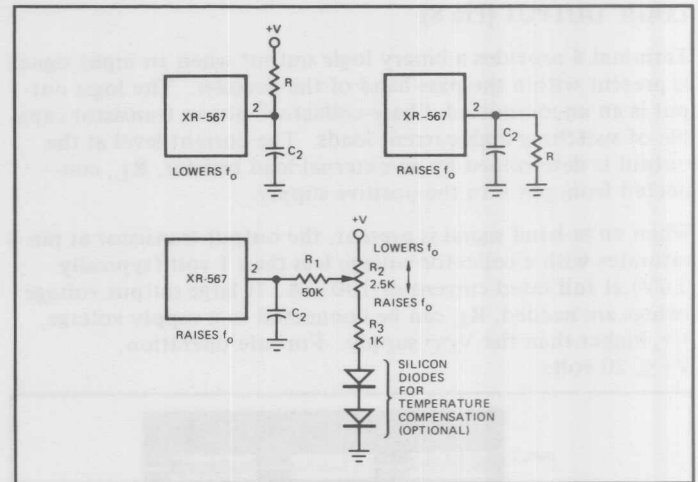 +V
R
XR-567
2
C2
LOWERS fo
XR-567
2
C2
R
RAISES fo
+V
XR-567
2
R1
50K
C2
RAISES fo
LOWERS fo
R2
2.5K
RAISES fo
R3
1K
SILICON
DIODES
FOR
TEMPERATURE
COMPENSATION
(OPTIONAL)